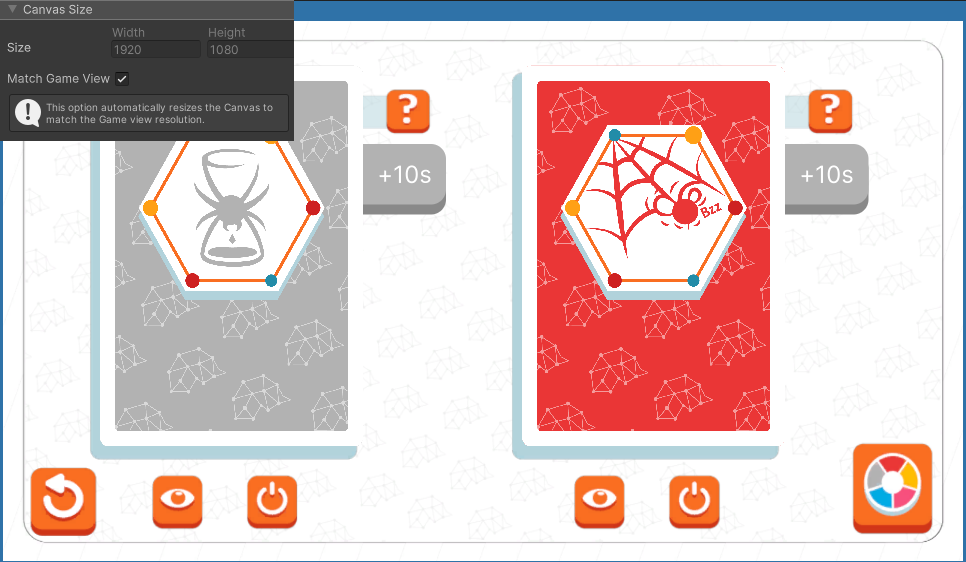 Canvas Size
Width Height
Size 1920 1080
Match Game View
This option automatically resizes the Canvas to
match the Game view resolution.
?
?
+10s
+10s
Bzz